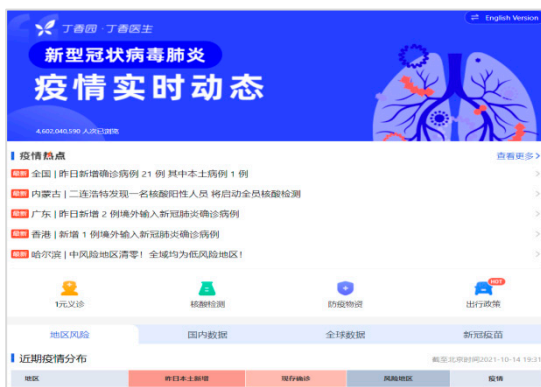 丁香园 · 丁香医生
English Version
新型冠状病毒肺炎
疫情实时动态
4,602,040,590 人次已浏览
疫情热点
查看更多 >
最新 全国 | 昨日新增确诊病例 21 例 其中本土病例 1 例
最新 内蒙古 | 二连浩特发现一名核酸阳性人员 将启动全员核酸检测
最新 广东 | 昨日新增 2 例境外输入新冠肺炎确诊病例
最新 香港 | 新增 1 例境外输入新冠肺炎确诊病例
最新 哈尔滨 | 中风险地区清零！全域均为低风险地区！
HOT
1元义诊 核酸检测 防疫物资 出行政策
地区风险 国内数据 全球数据 新冠疫苗
近期疫情分布
截至北京时间2021-10-14 19:31
地区 昨日本土新增 现存确诊 风险地区 疫情